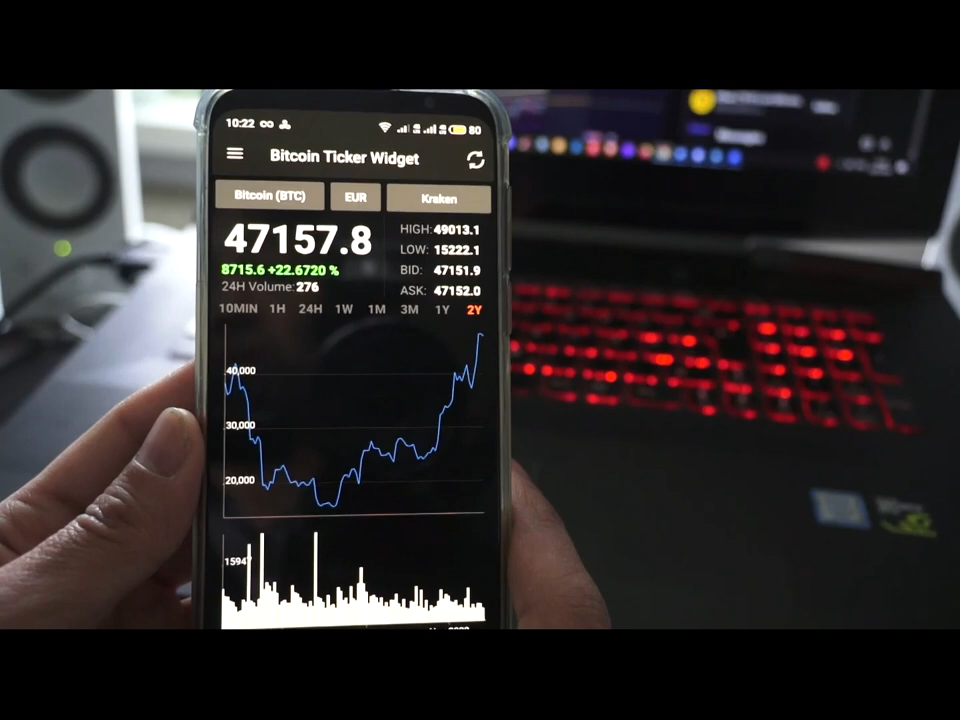 10:22 80
Bitcoin Ticker Widget
Bitcoin (BTC) EUR Kraken
47157.8
8715.6 +22.6720 %
24H Volume: 276
HIGH: 49013.1
LOW: 15222.1
BID: 47151.9
ASK: 47152.0
10MIN 1H 24H 1W 1M 3M 1Y 2Y
40,000
30,000
20,000
15947